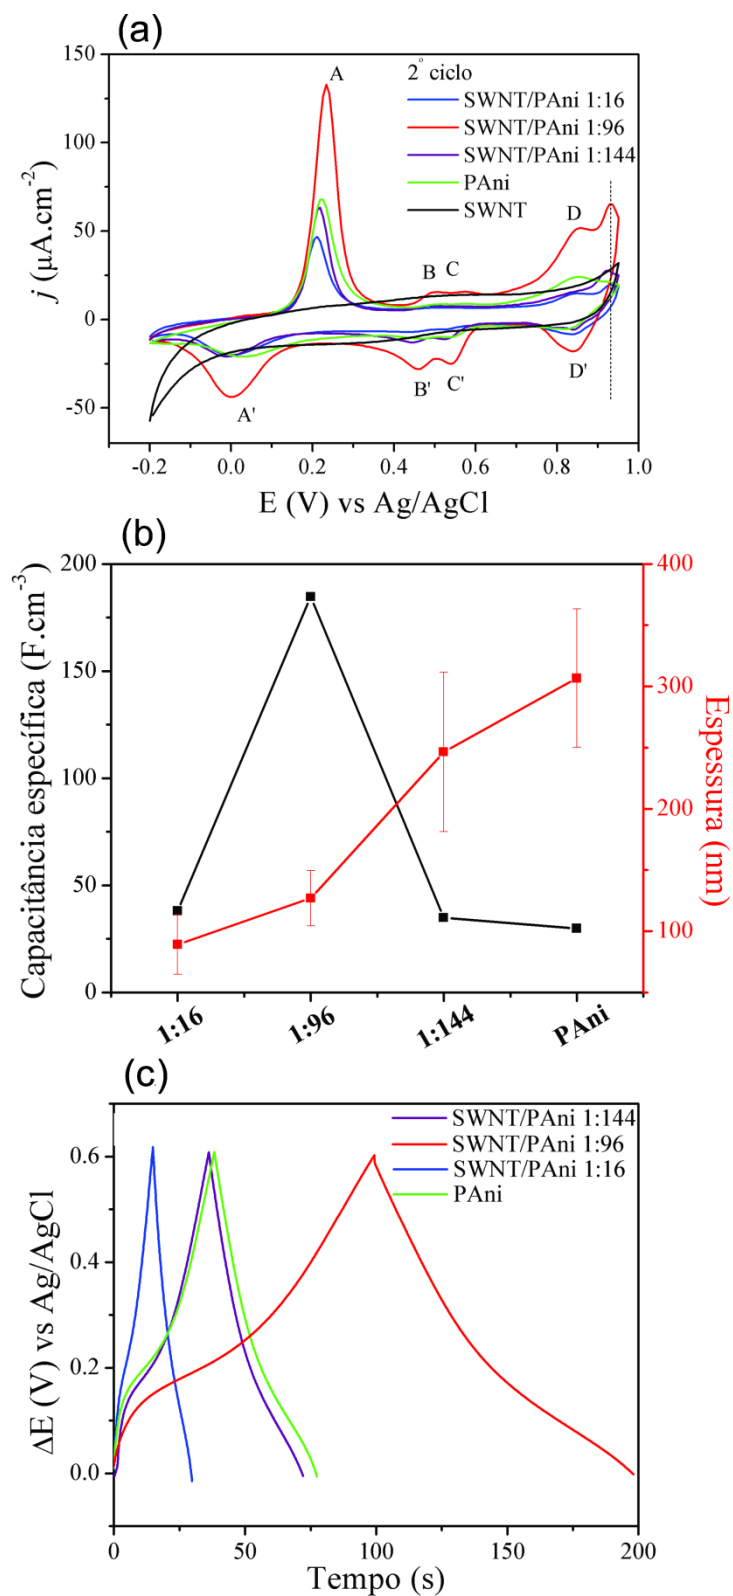 (a)
150
100
50
0
-50
j (µA.cm-2)
2° ciclo
SWNT/PAni 1:16
SWNT/PAni 1:96
SWNT/PAni 1:144
PAni
SWNT
A
B C
D
A'
B' C'
D'
-0.2 0.0 0.2 0.4 0.6 0.8 1.0
E (V) vs Ag/AgCl
(b)
200
150
100
50
0
Capacitância específica (F.cm-3)
400
300
200
100
Espessura (nm)
1:16 1:96 1:144 PAni
(c)
SWNT/PAni 1:144
SWNT/PAni 1:96
SWNT/PAni 1:16
PAni
0.6
0.4
0.2
0.0
ΔE (V) vs Ag/AgCl
0 50 100 150 200
Tempo (s)